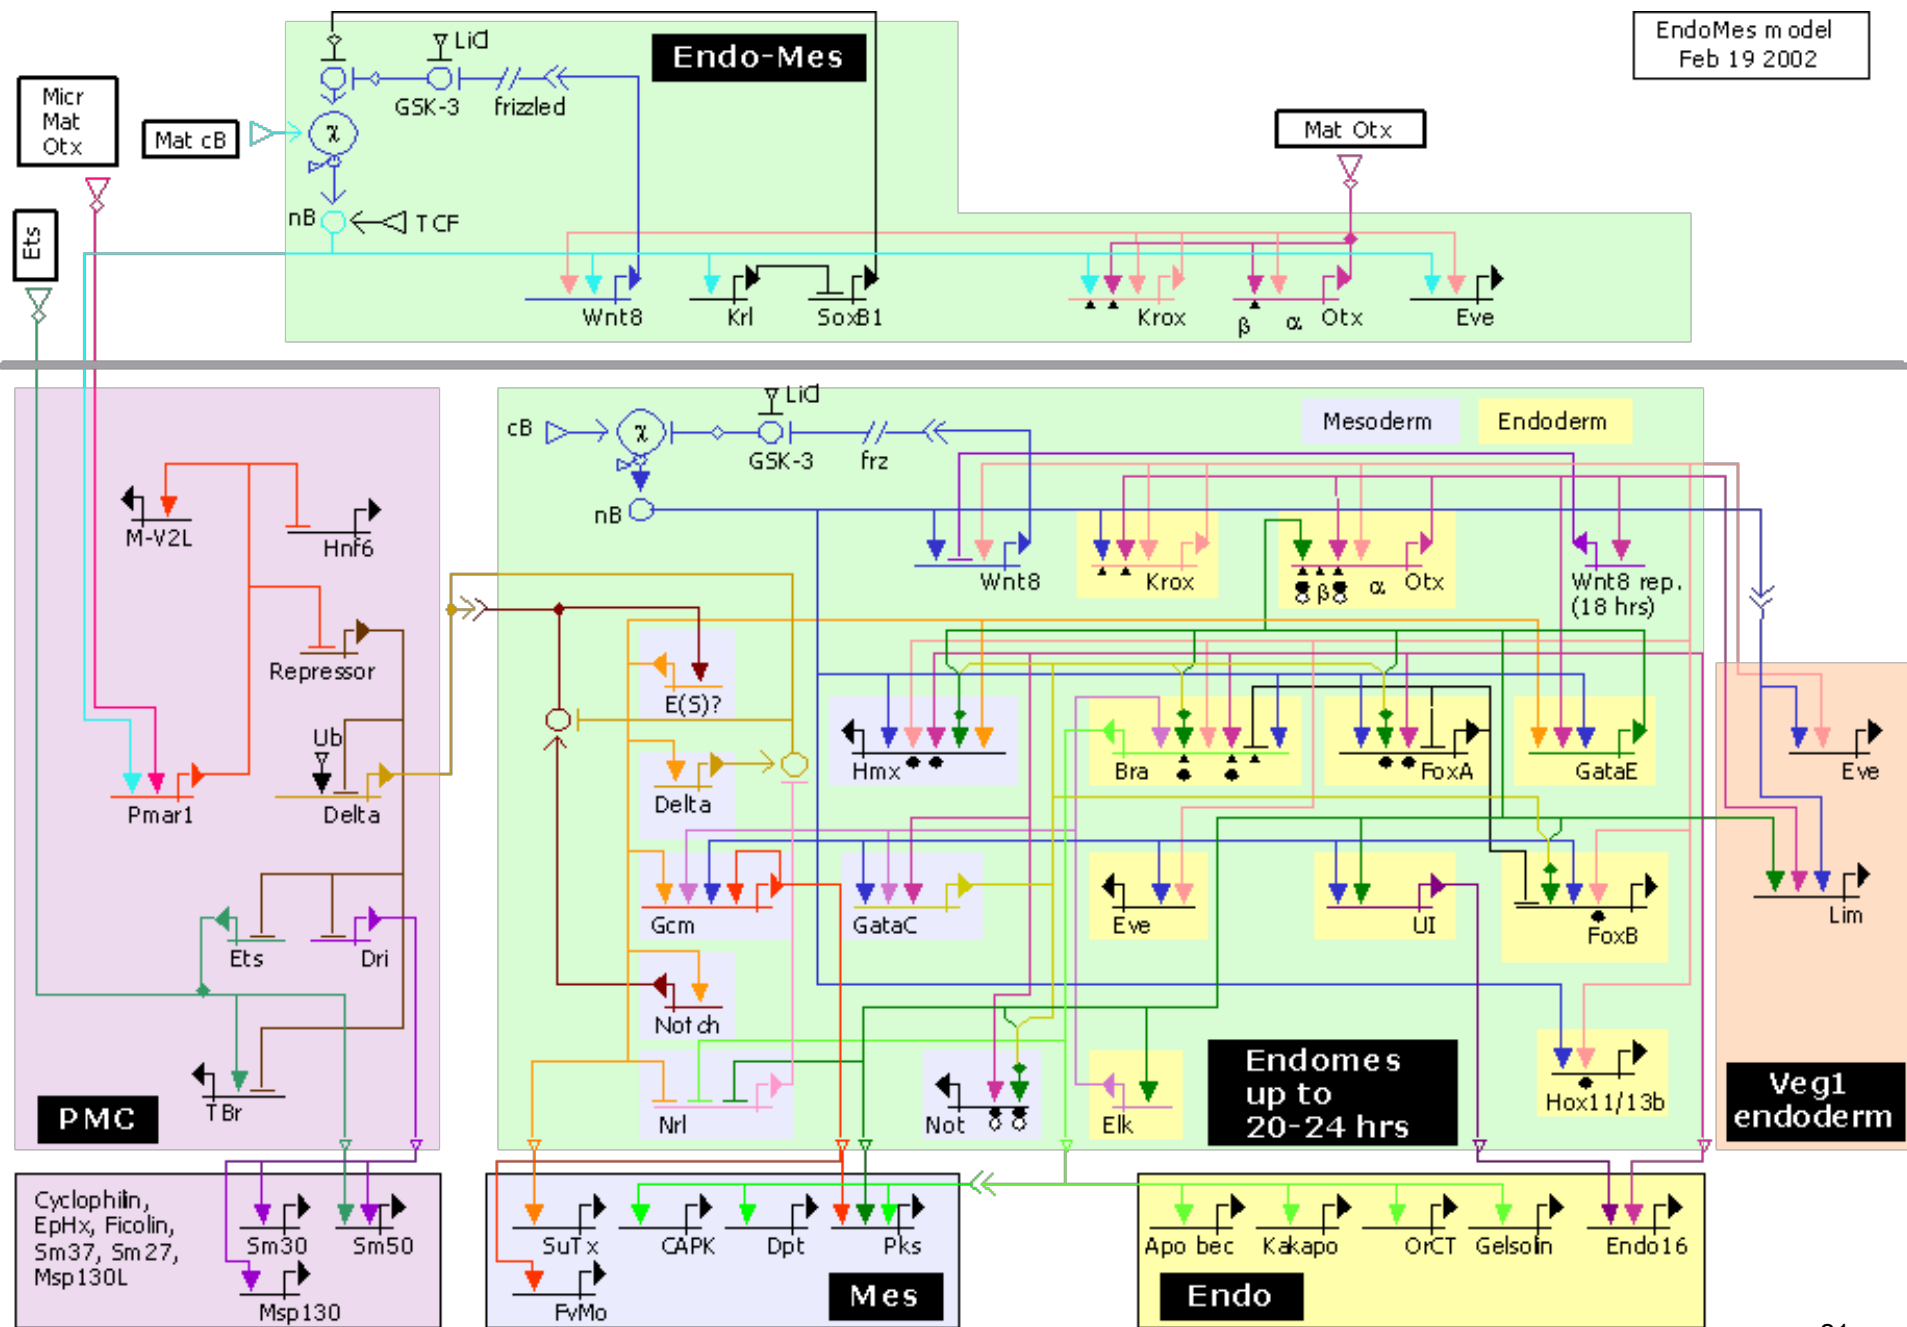 EndoMes model
Feb 19 2002
Endo-Mes
LiCl
GSK-3
frizzled
Micr
Mat
Otx
Mat cB
χ
Mat Otx
nB
TCF
Ets
Wnt8
Krl
SoxB1
Krox
β
α
Otx
Eve
LiCl
cB
χ
GSK-3
frz
Mesoderm
Endoderm
nB
M-V2L
Hnf6
Wnt8
Krox
β
α
Otx
Wnt8 rep.
(18 hrs)
Repressor
E(S)?
Ub
Hmx
Bra
FoxA
GataE
Eve
Pmar1
Delta
Delta
Gcm
GataC
Eve
UI
FoxB
Lim
Ets
Dri
Notch
TBr
Nrl
Not
Elk
Hox11/13b
PMC
Endomes
up to
20-24 hrs
Veg1
endoderm
Cyclophilin,
EpHx, Ficolin,
Sm37, Sm27,
Msp130L
Sm30
Sm50
Msp130
SuTx
CAPK
Dpt
Pks
FvMo
Mes
Apo bec
Kakapo
OrCT
Gelsolin
Endo16
Endo